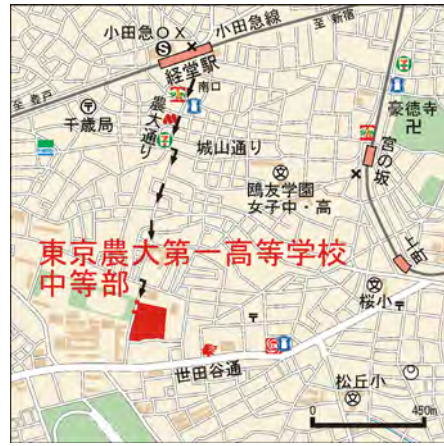 小田急OX
小田急線
至 新宿
経堂駅
南口
至 登戸
千歳局
農大通り
城山通り
豪徳寺
宮の坂
鴎友学園
女子中・高
上町
東京農大第一高等学校
中等部
桜小
世田谷通
松丘小
0
450m